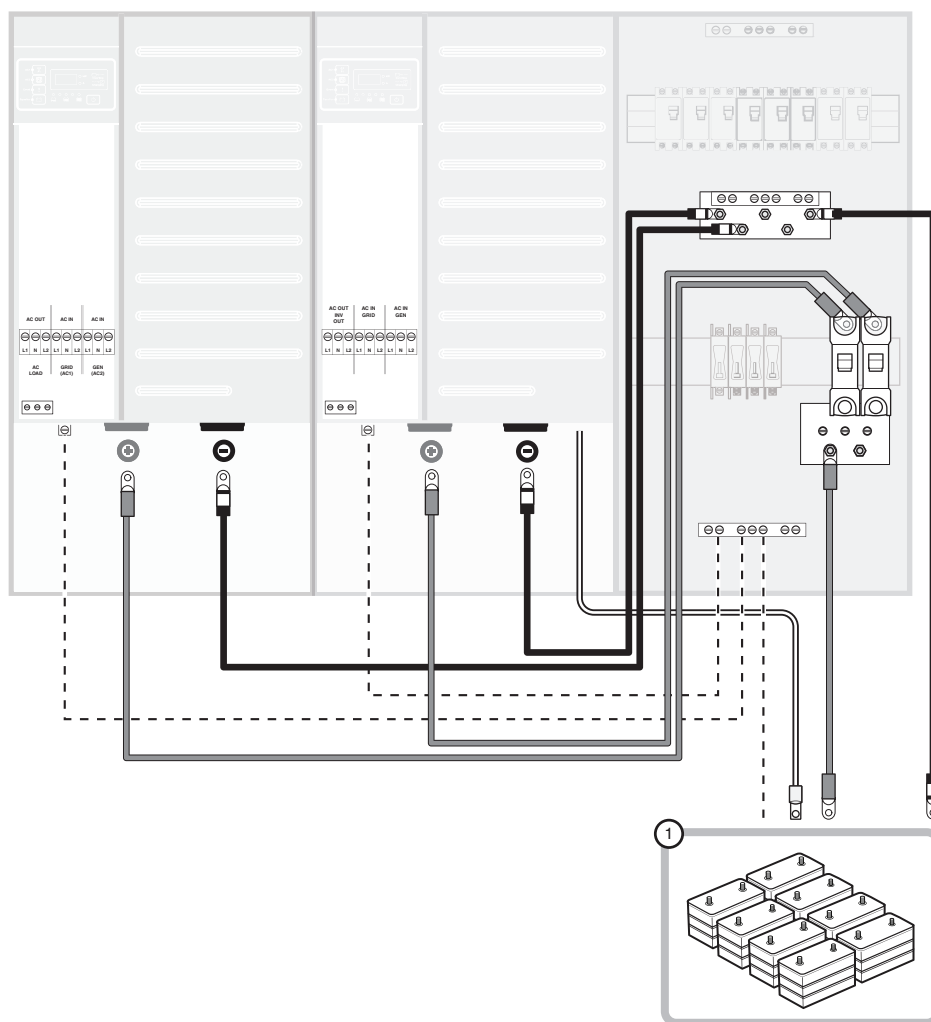 AC OUT AC IN AC IN
L1 N L2 L1 N L2 L1 N L2
AC LOAD
GRID (AC1)
GEN (AC2)
AC OUT INV OUT
AC IN GRID
AC IN GEN
L1 N L2 L1 N L2 L1 N L2
1